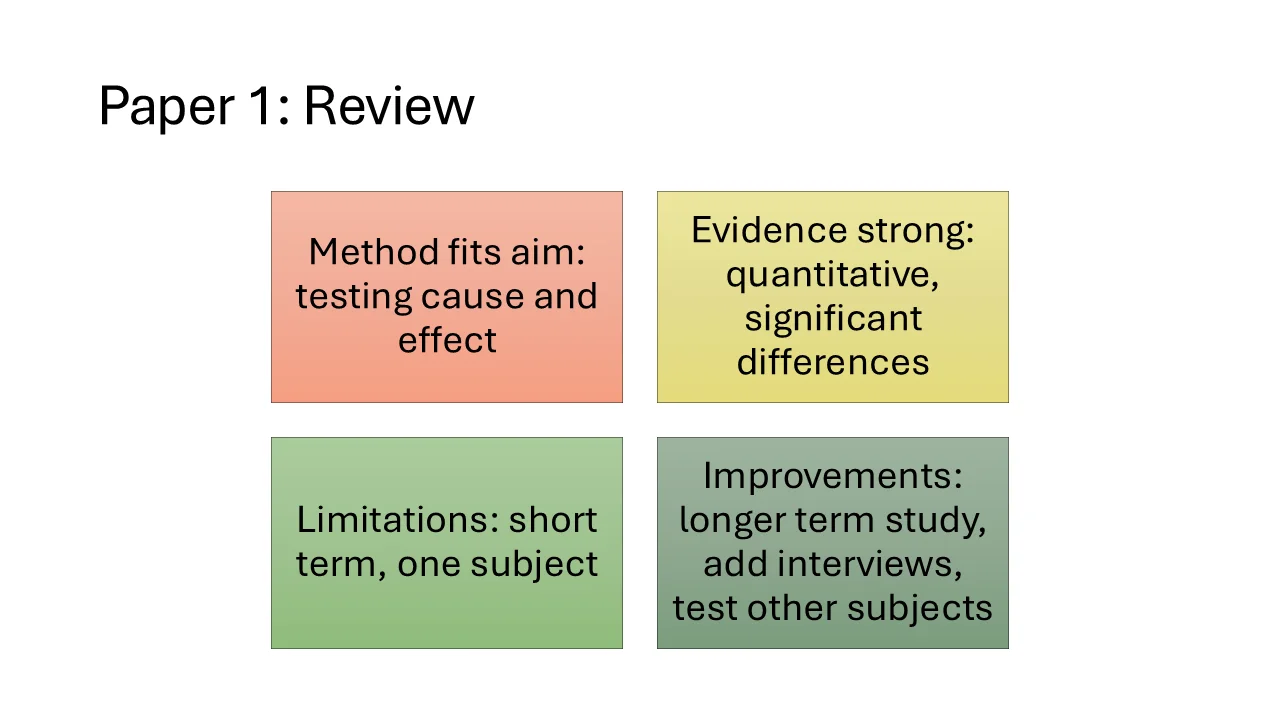 Paper 1: Review
Method fits aim:
testing cause and
effect
Evidence strong:
quantitative,
significant
differences
Limitations: short
term, one subject
Improvements:
longer term study,
add interviews,
test other subjects